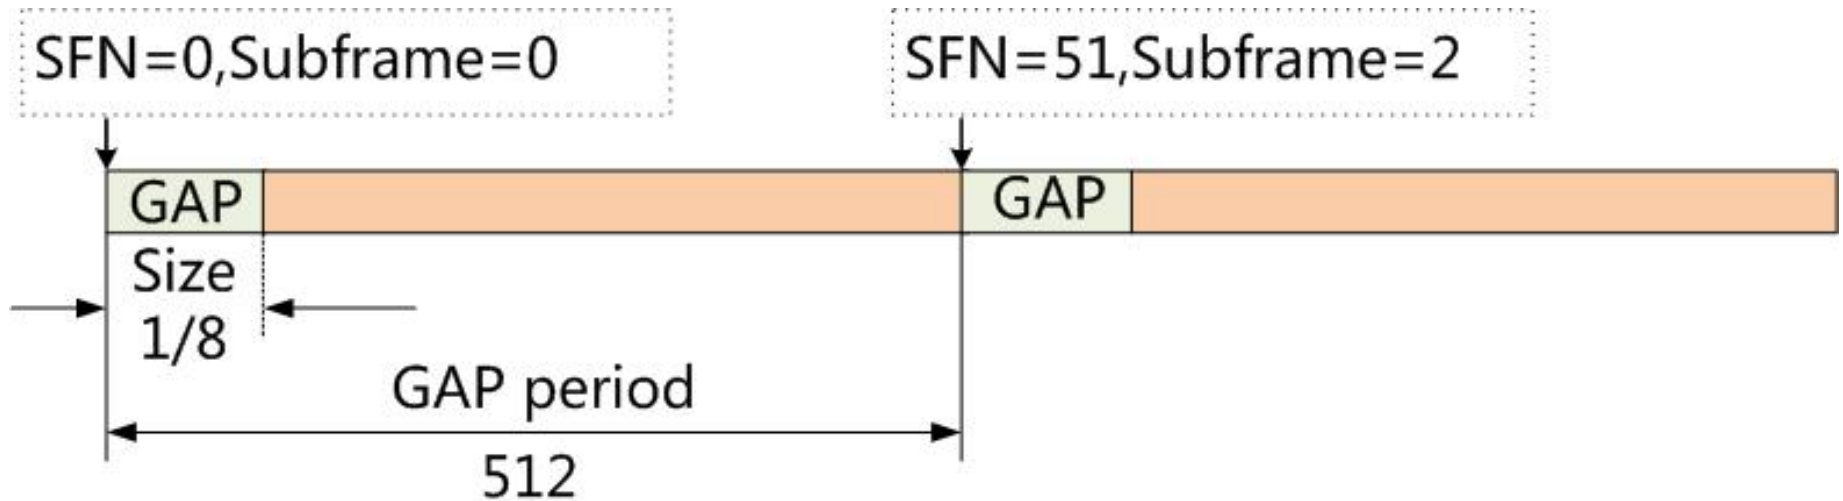 SFN=0,Subframe=0
SFN=51,Subframe=2
GAP
GAP
Size
1/8
GAP period
512